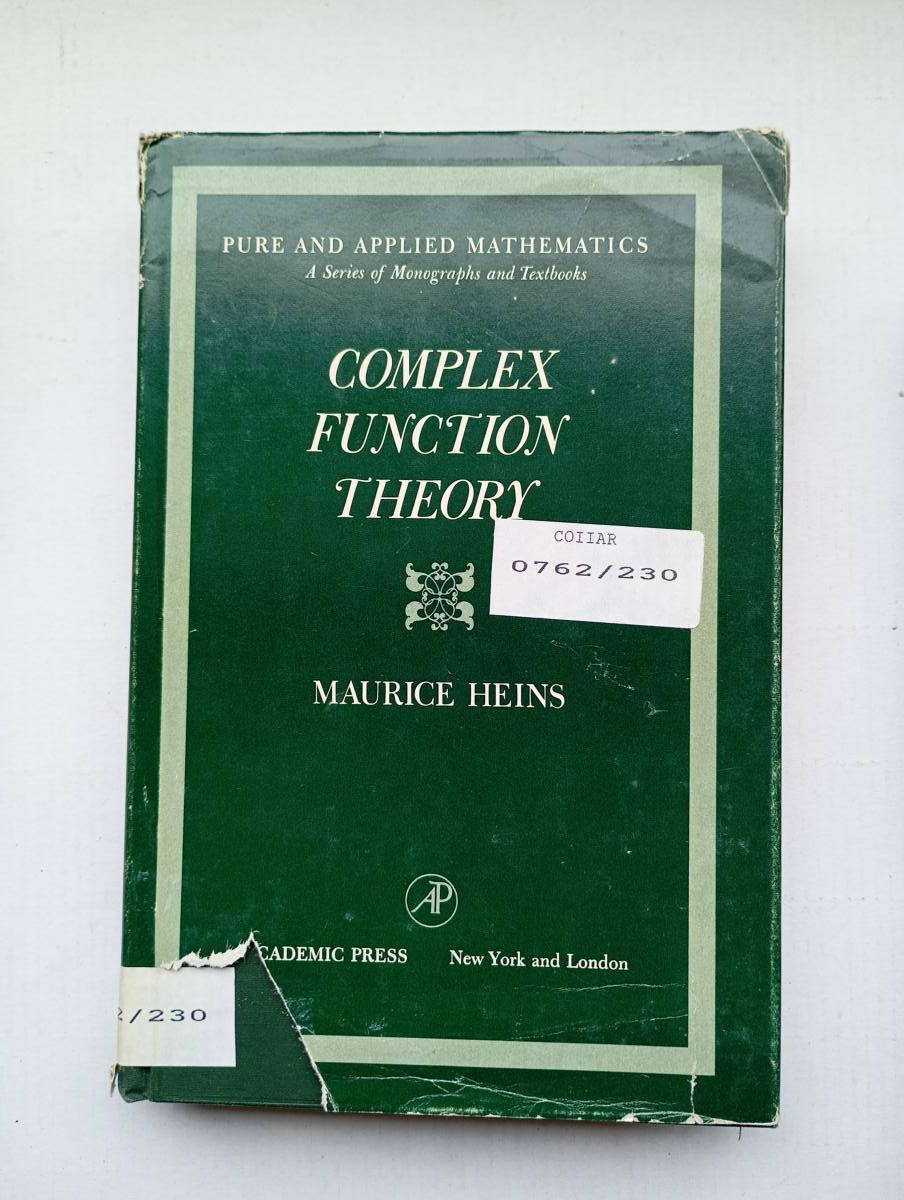 PURE AND APPLIED MATHEMATICS
A Series of Monographs and Textbooks
COMPLEX
FUNCTION
THEORY
COIIAR
0762/230
MAURICE HEINS
AP
CADEMIC PRESS New York and London
/230